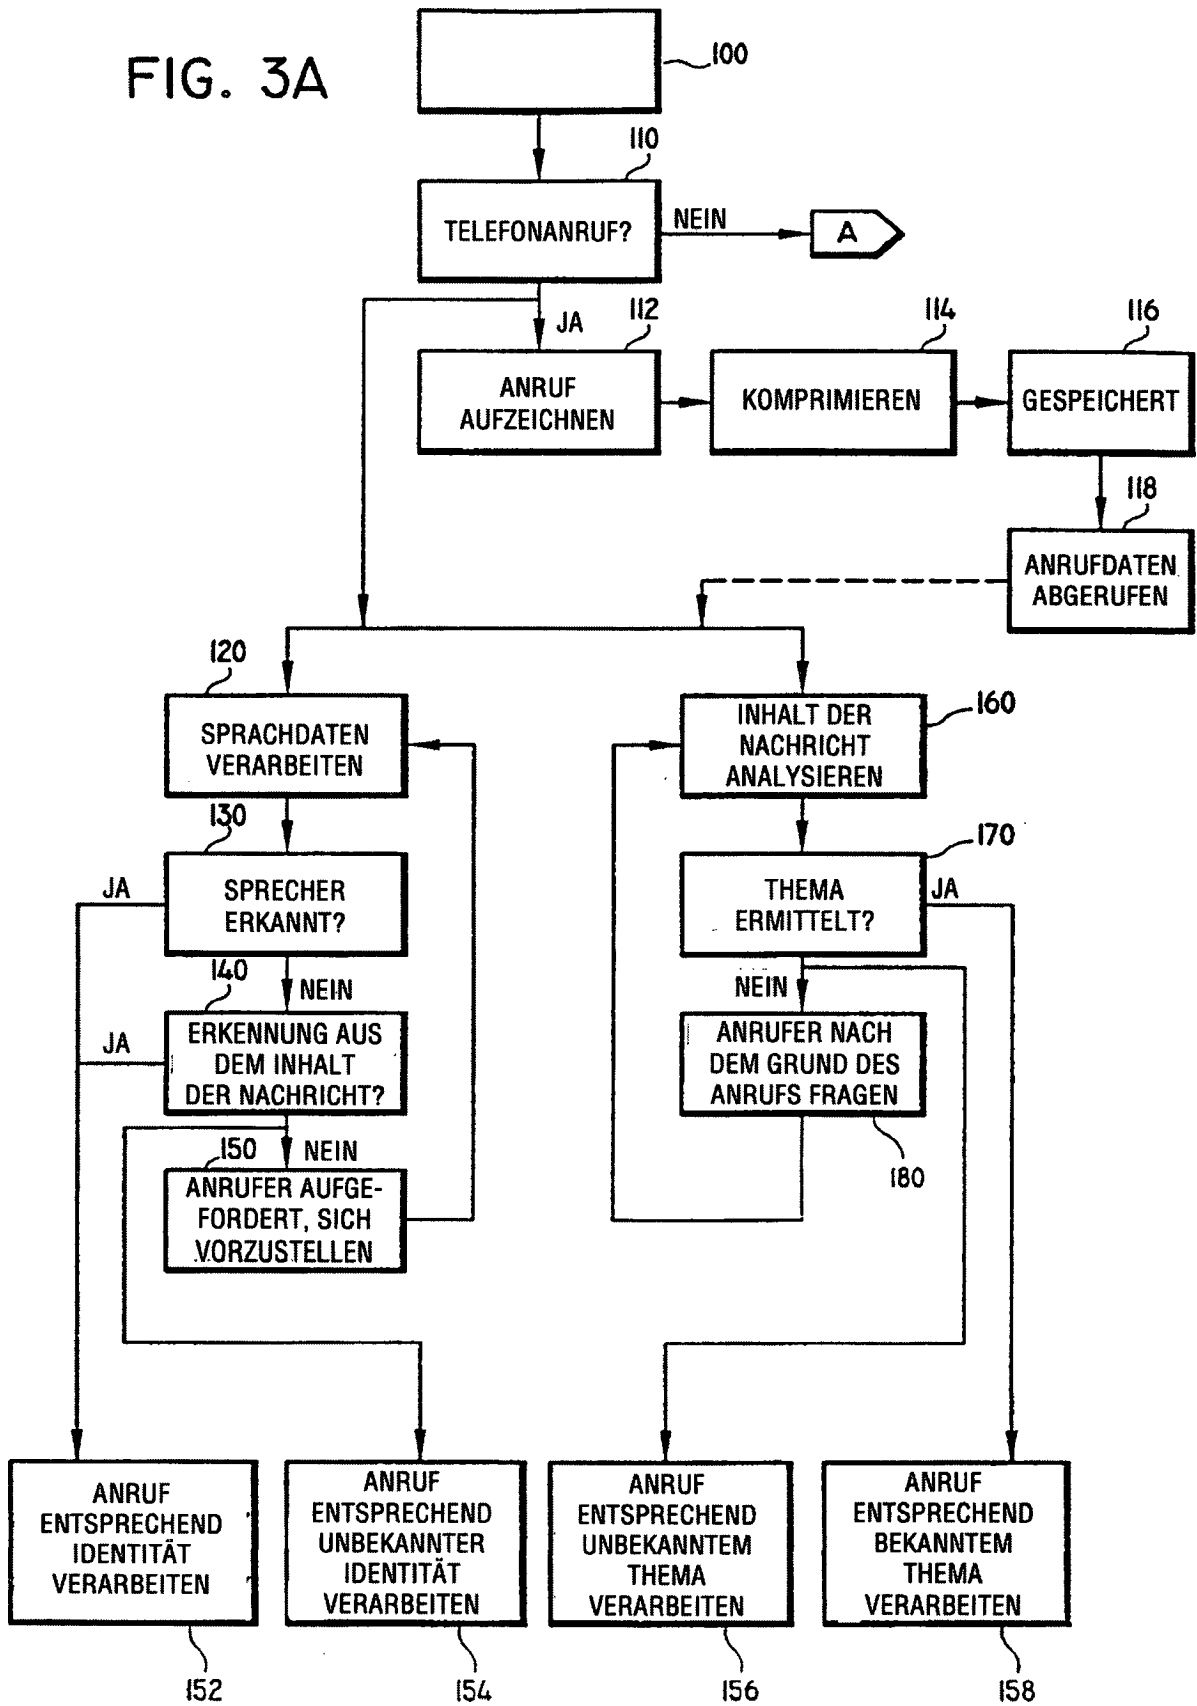 FIG. 3A
100
110
TELEFONANRUF?
NEIN
A
JA
112
ANRUF
AUFZEICHNEN
114
KOMPRIMIEREN
116
GESPEICHERT
118
ANRUFDATEN
ABGERUFEN
120
SPRACHDATEN
VERARBEITEN
130
SPRECHER
ERKANNT?
JA
NEIN
140
ERKENNUNG AUS
DEM INHALT
DER NACHRICHT?
JA
NEIN
150
ANRUFER AUFGE-
FORDERT, SICH
VORZUSTELLEN
160
INHALT DER
NACHRICHT
ANALYSIEREN
170
THEMA
ERMITTELT?
JA
NEIN
ANRUFER NACH
DEM GRUND DES
ANRUFS FRAGEN
180
ANRUF
ENTSPRECHEND
IDENTITÄT
VERARBEITEN
152
ANRUF
ENTSPRECHEND
UNBEKANNTER
IDENTITÄT
VERARBEITEN
154
ANRUF
ENTSPRECHEND
UNBEKANNTEM
THEMA
VERARBEITEN
156
ANRUF
ENTSPRECHEND
BEKANNTEM
THEMA
VERARBEITEN
158